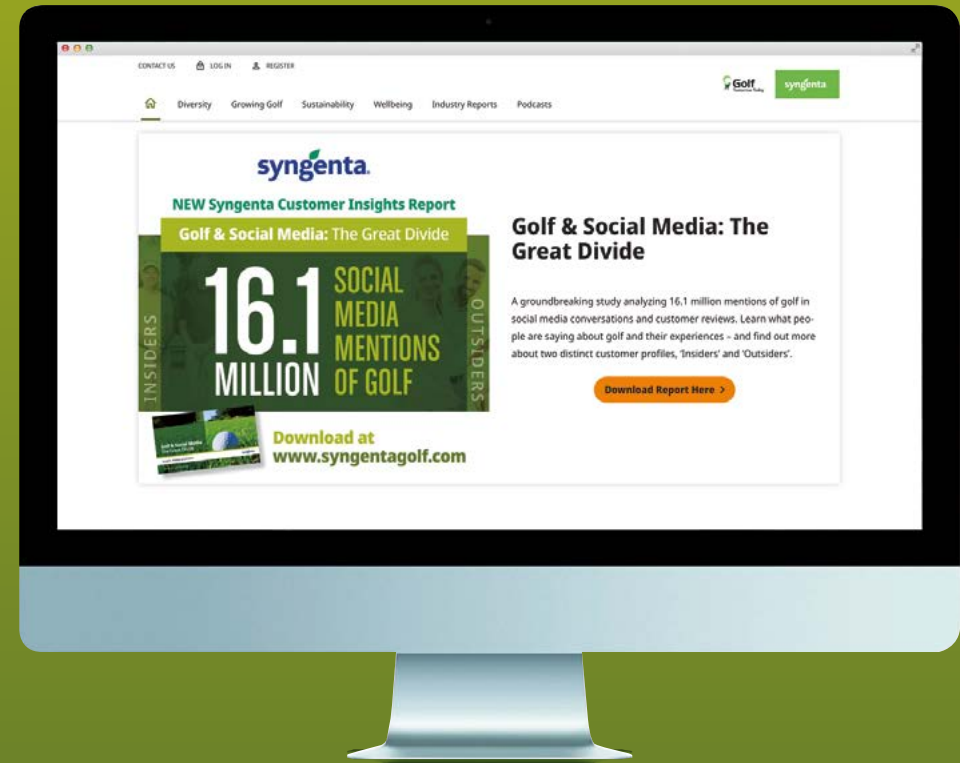 CONTACT US LOG IN REGISTER
Golf
syngenta
Diversity Growing Golf Sustainability Wellbeing Industry Reports Podcasts
syngenta.
NEW Syngenta Customer Insights Report
Golf & Social Media: The Great Divide
INSIDERS
16.1
MILLION
SOCIAL
MEDIA
MENTIONS
OF GOLF
OUTSIDERS
Golf & Social Media
Download at
www.syngentagolf.com
Golf & Social Media: The
Great Divide
A groundbreaking study analyzing 16.1 million mentions of golf in
social media conversations and customer reviews. Learn what peo-
ple are saying about golf and their experiences – and find out more
about two distinct customer profiles, ‘Insiders’ and ‘Outsiders’.
Download Report Here >